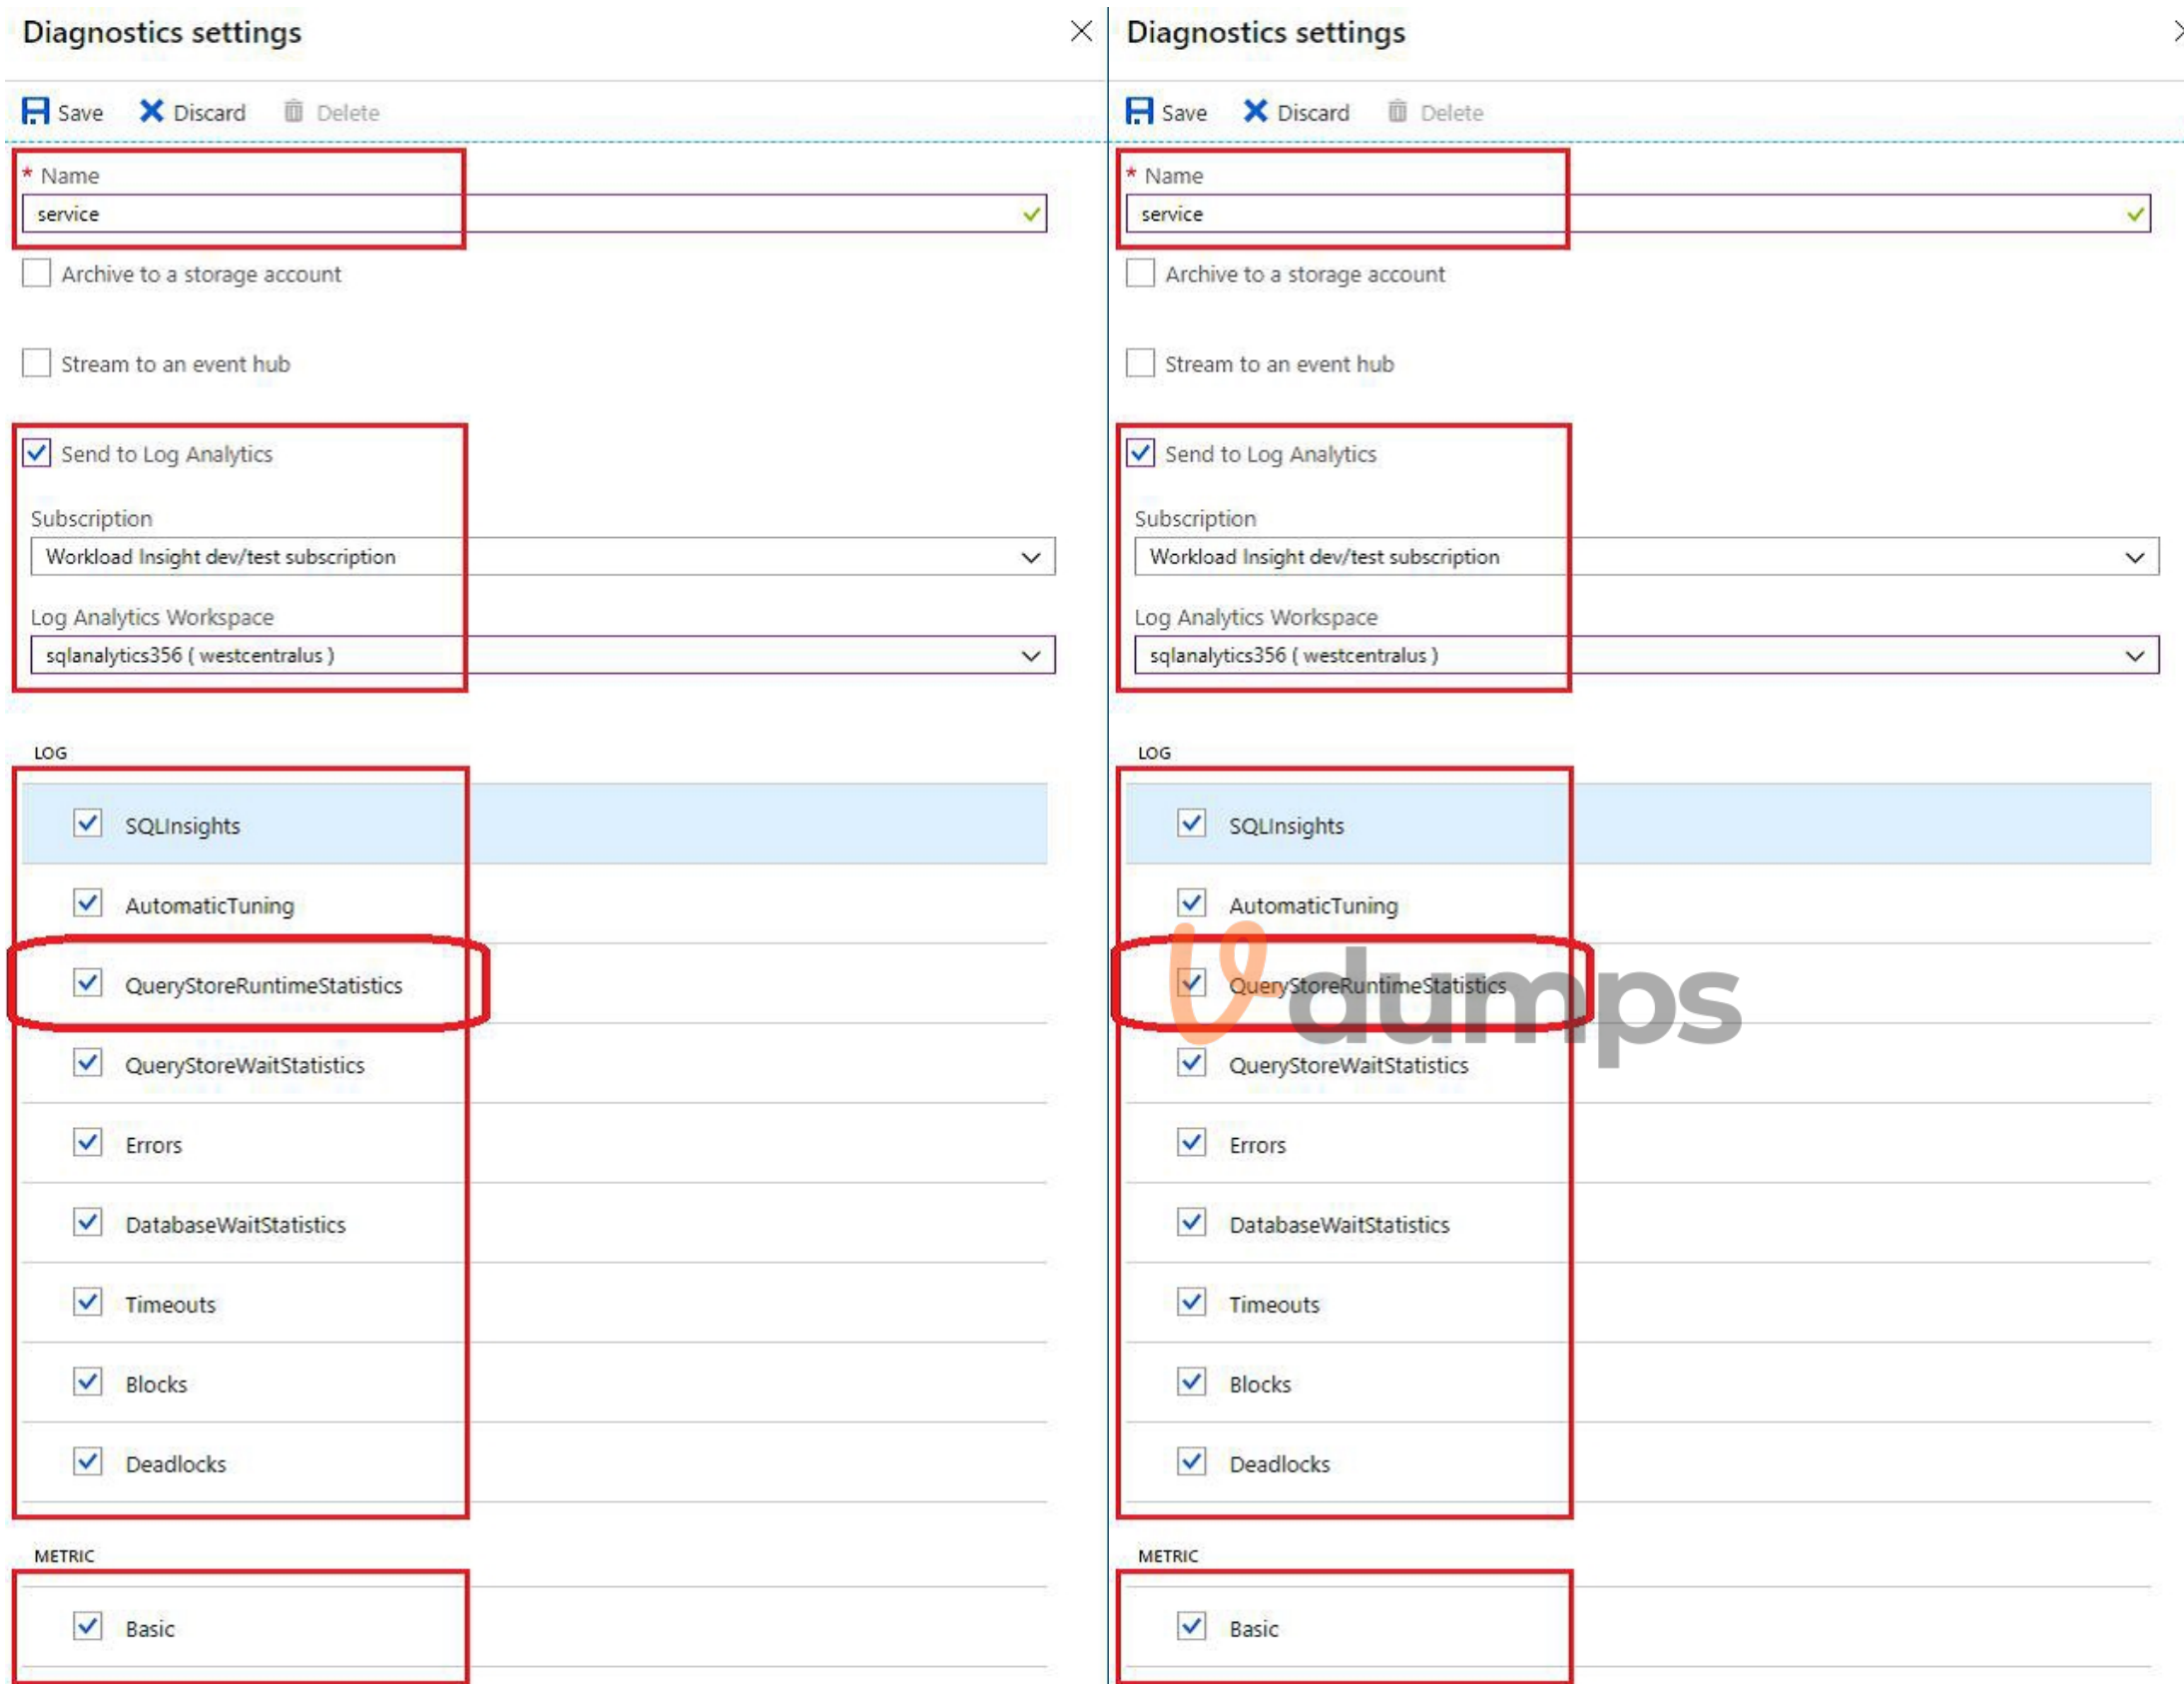 Diagnostics settings
Save Discard Delete
* Name
service
Archive to a storage account
Stream to an event hub
Send to Log Analytics
Subscription
Workload Insight dev/test subscription
Log Analytics Workspace
sqlanalytics356 ( westcentralus )
LOG
SQLInsights
AutomaticTuning
QueryStoreRuntimeStatistics
QueryStoreWaitStatistics
Errors
DatabaseWaitStatistics
Timeouts
Blocks
Deadlocks
METRIC
Basic
Diagnostics settings
Save Discard Delete
* Name
service
Archive to a storage account
Stream to an event hub
Send to Log Analytics
Subscription
Workload Insight dev/test subscription
Log Analytics Workspace
sqlanalytics356 ( westcentralus )
LOG
SQLInsights
AutomaticTuning
QueryStoreRuntimeStatistics
dumps
QueryStoreWaitStatistics
Errors
DatabaseWaitStatistics
Timeouts
Blocks
Deadlocks
METRIC
Basic